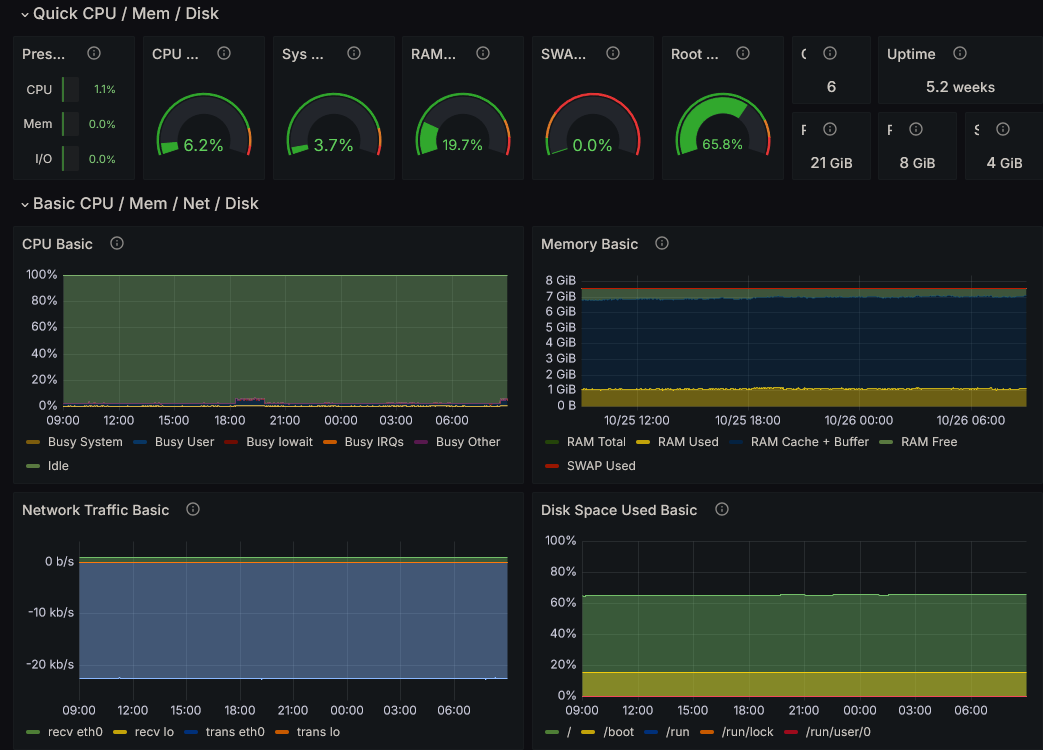 Quick CPU / Mem / Disk
Pres...
CPU ...
Sys ...
RAM...
SWA...
Root ...
Uptime
CPU 1.1%
Mem 0.0%
I/O 0.0%
6.2%
3.7%
19.7%
0.0%
65.8%
6
5.2 weeks
21 GiB
8 GiB
4 GiB
Basic CPU / Mem / Net / Disk
CPU Basic
100%
80%
60%
40%
20%
0%
09:00 12:00 15:00 18:00 21:00 00:00 03:00 06:00
Busy System Busy User Busy Iowait Busy IRQs Busy Other
Idle
Memory Basic
8 GiB
7 GiB
6 GiB
5 GiB
4 GiB
3 GiB
2 GiB
1 GiB
0 B
10/25 12:00 10/25 18:00 10/26 00:00 10/26 06:00
RAM Total RAM Used RAM Cache + Buffer RAM Free
SWAP Used
Network Traffic Basic
0 b/s
-10 kb/s
-20 kb/s
09:00 12:00 15:00 18:00 21:00 00:00 03:00 06:00
recv eth0 recv lo trans eth0 trans lo
Disk Space Used Basic
100%
80%
60%
40%
20%
0%
09:00 12:00 15:00 18:00 21:00 00:00 03:00 06:00
/ /boot /run /run/lock /run/user/0